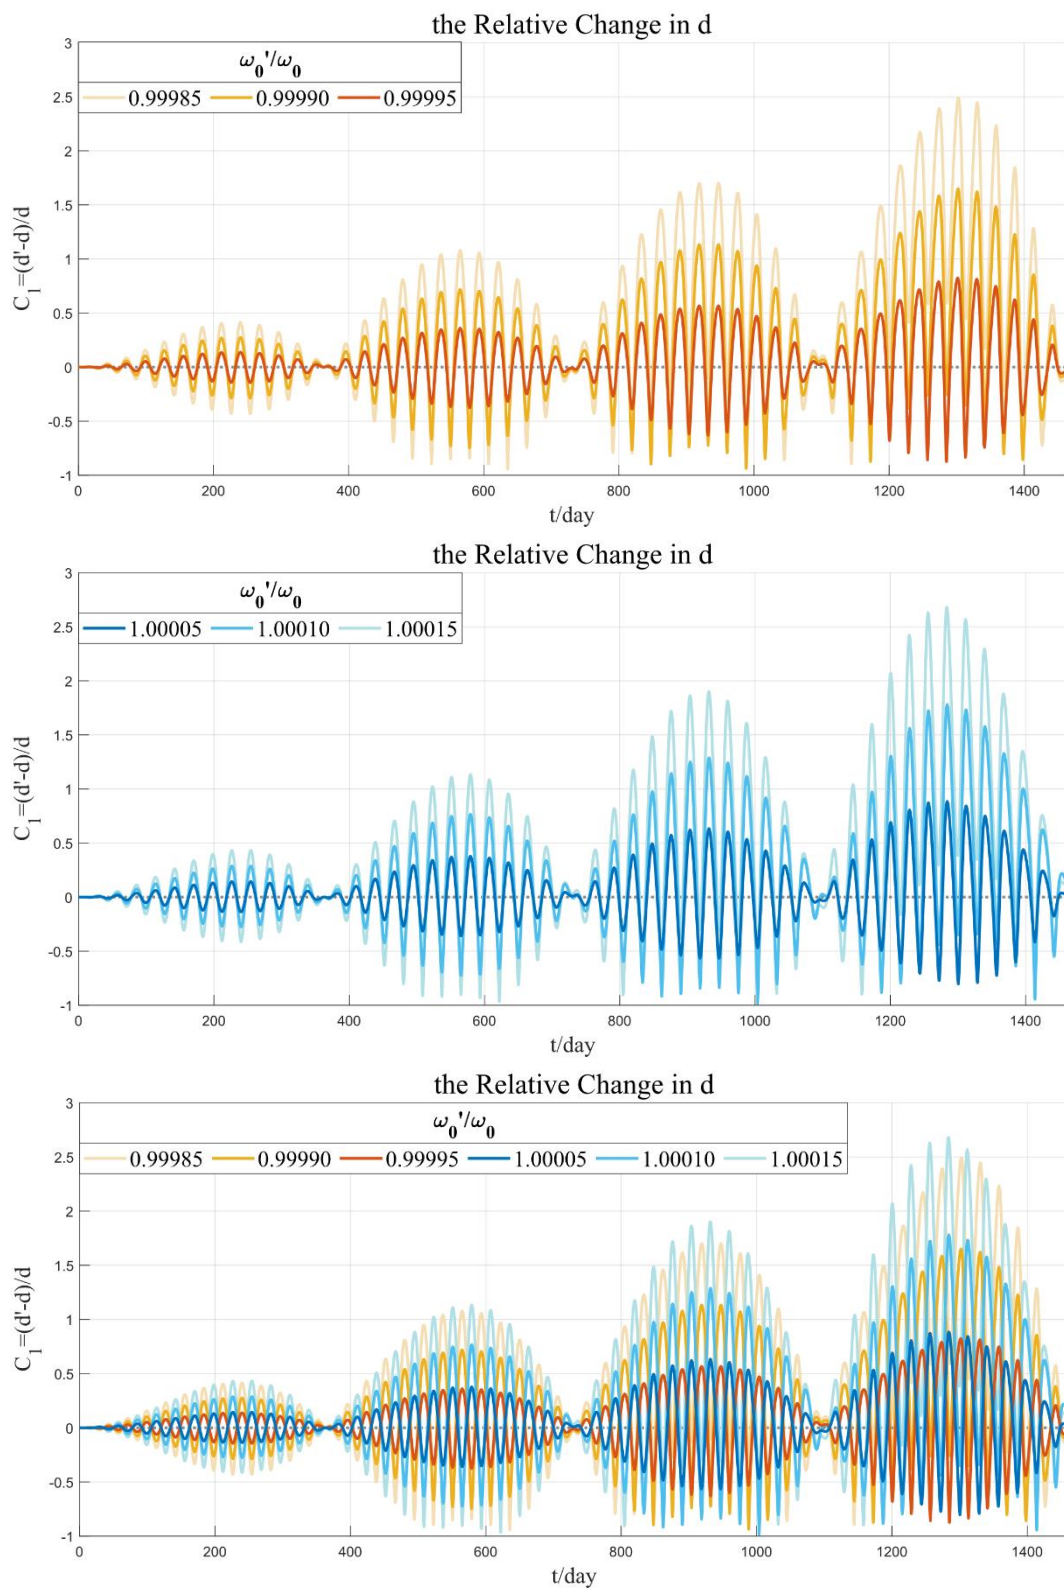 the Relative Change in d
ω0'/ω0
0.99985 0.99990 0.99995
3
2.5
2
1.5
1
0.5
0
-0.5
-1
C1=(d'-d)/d
0 200 400 600 800 1000 1200 1400
t/day
the Relative Change in d
ω0'/ω0
1.00005 1.00010 1.00015
3
2.5
2
1.5
1
0.5
0
-0.5
-1
C1=(d'-d)/d
0 200 400 600 800 1000 1200 1400
t/day
the Relative Change in d
ω0'/ω0
0.99985 0.99990 0.99995 1.00005 1.00010 1.00015
3
2.5
2
1.5
1
0.5
0
-0.5
-1
C1=(d'-d)/d
0 200 400 600 800 1000 1200 1400
t/day